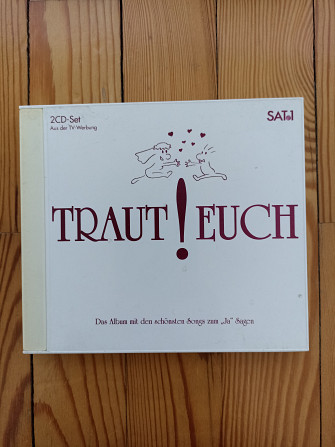 2CD-Set
Aus der TV-Werbung
SAT.1
TRAUT!EUCH
Das Album mit den schönsten Songs zum „Ja" Sagen